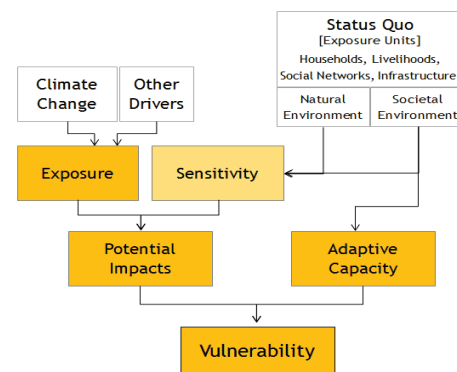 Status Quo
[Exposure Units]
Households, Livelihoods,
Social Networks, Infrastructure
Natural
Environment
Societal
Environment
Climate
Change
Other
Drivers
Exposure
Sensitivity
Potential
Impacts
Adaptive
Capacity
Vulnerability